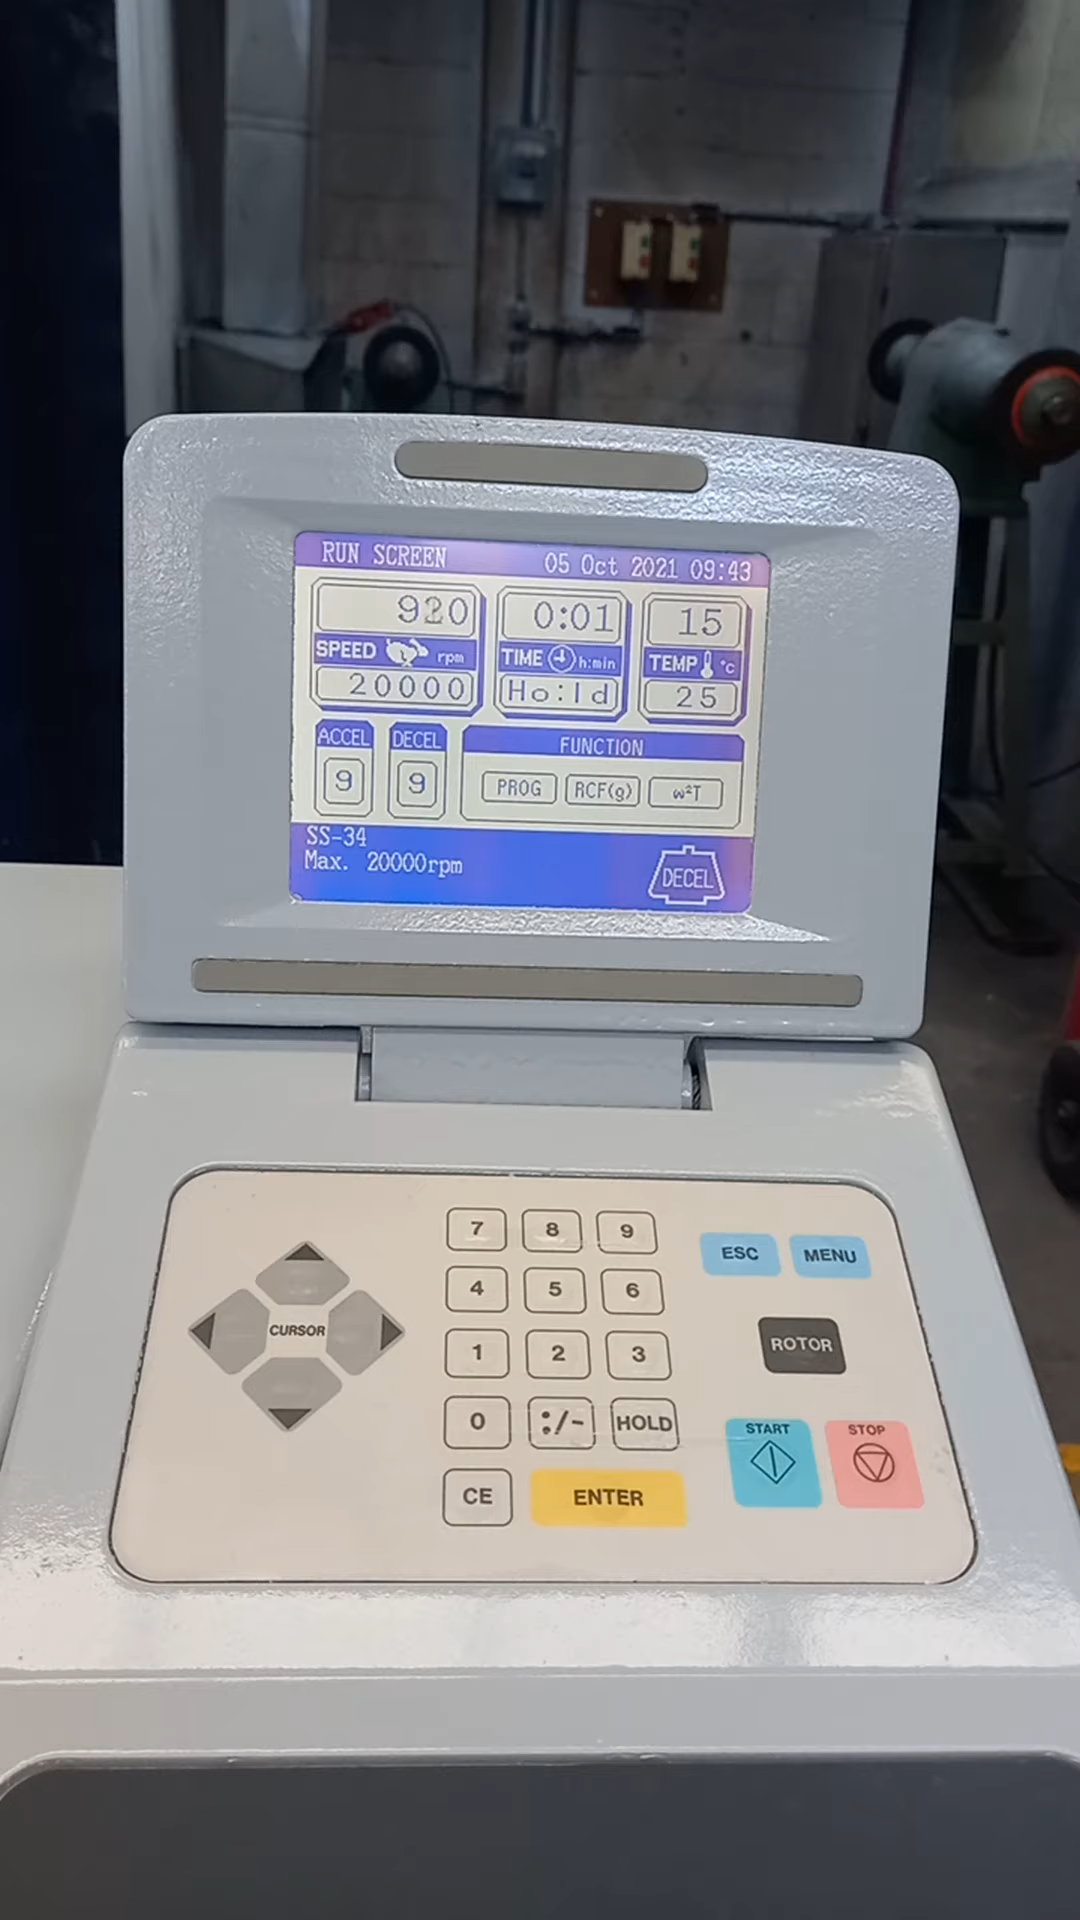 RUN SCREEN 05 Oct 2021 09:43
0:01 15
SPEED rpm TIME h:min TEMP °C
20000 Ho:ld 25
ACCEL DECEL FUNCTION
9 9 PROG RCF(g) ω²T
SS-34
Max. 20000rpm
DECEL
7 8 9
ESC MENU
4 5 6
CURSOR
1 2 3
ROTOR
0 :/- HOLD
START STOP
CE ENTER